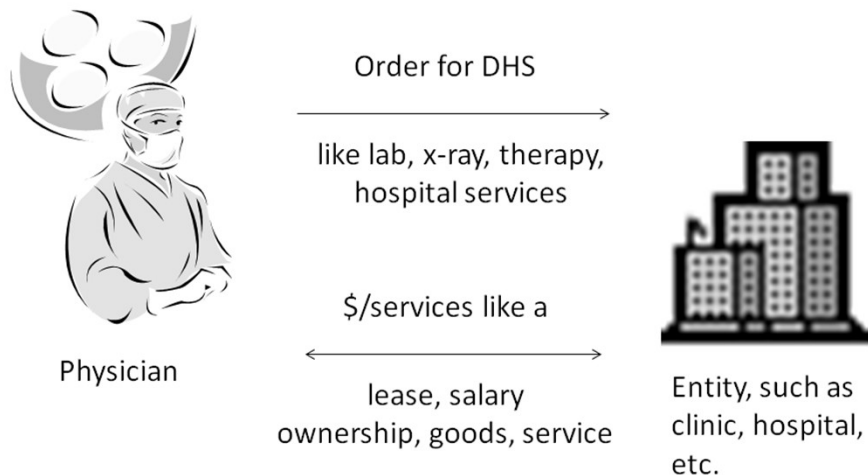 Order for DHS
like lab, x-ray, therapy,
hospital services
$/services like a
lease, salary
ownership, goods, service
Physician
Entity, such as
clinic, hospital,
etc.